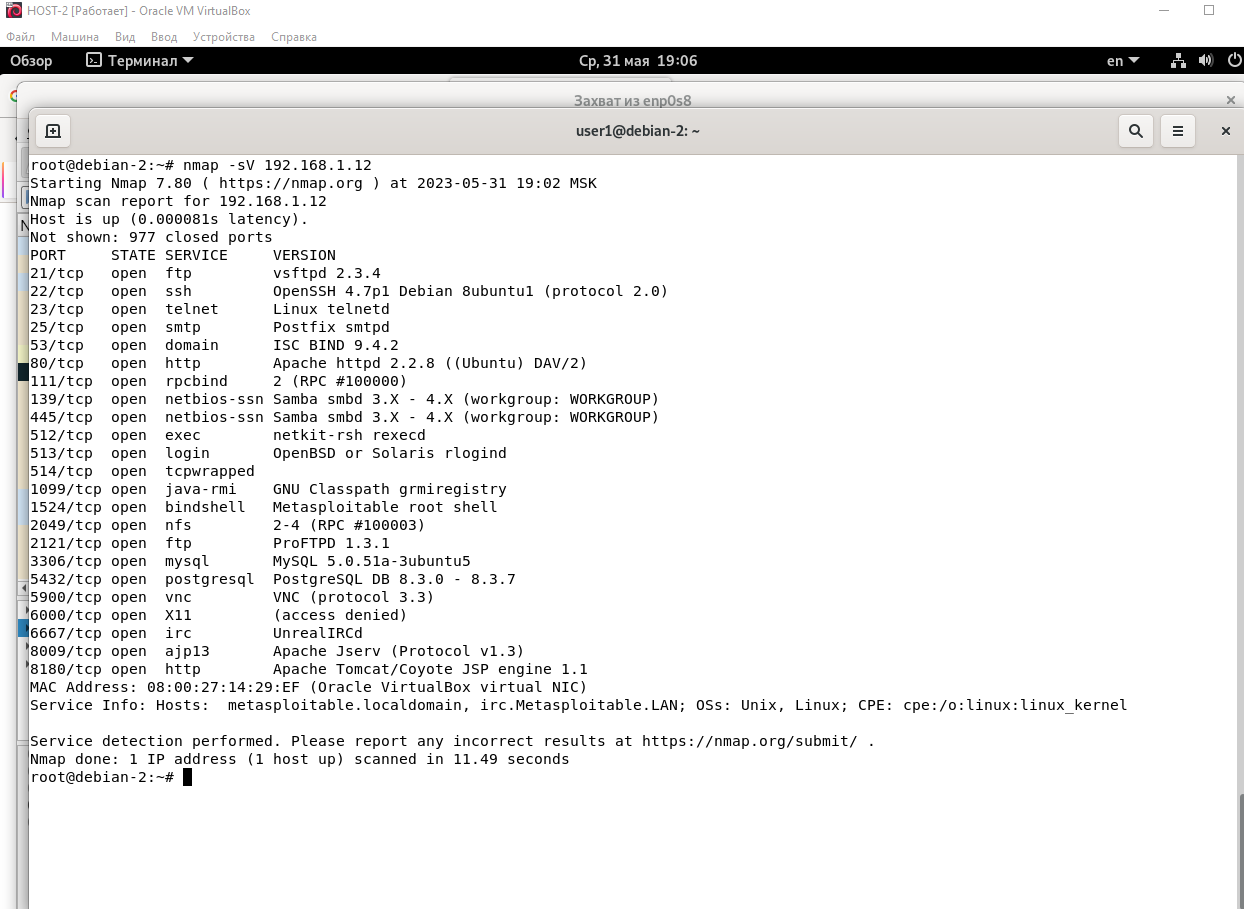 HOST-2 [Работает] - Oracle VM VirtualBox
Файл Машина Вид Ввод Устройства Справка
Обзор Терминал Ср, 31 мая 19:06 en
Захват из enp0s8
user1@debian-2: ~
root@debian-2:~# nmap -sV 192.168.1.12
Starting Nmap 7.80 ( https://nmap.org ) at 2023-05-31 19:02 MSK
Nmap scan report for 192.168.1.12
Host is up (0.000081s latency).
Not shown: 977 closed ports
PORT     STATE SERVICE     VERSION
21/tcp   open  ftp         vsftpd 2.3.4
22/tcp   open  ssh         OpenSSH 4.7p1 Debian 8ubuntu1 (protocol 2.0)
23/tcp   open  telnet      Linux telnetd
25/tcp   open  smtp        Postfix smtpd
53/tcp   open  domain      ISC BIND 9.4.2
80/tcp   open  http        Apache httpd 2.2.8 ((Ubuntu) DAV/2)
111/tcp  open  rpcbind     2 (RPC #100000)
139/tcp  open  netbios-ssn Samba smbd 3.X - 4.X (workgroup: WORKGROUP)
445/tcp  open  netbios-ssn Samba smbd 3.X - 4.X (workgroup: WORKGROUP)
512/tcp  open  exec        netkit-rsh rexecd
513/tcp  open  login       OpenBSD or Solaris rlogind
514/tcp  open  tcpwrapped
1099/tcp open  java-rmi    GNU Classpath grmiregistry
1524/tcp open  bindshell   Metasploitable root shell
2049/tcp open  nfs         2-4 (RPC #100003)
2121/tcp open  ftp         ProFTPD 1.3.1
3306/tcp open  mysql       MySQL 5.0.51a-3ubuntu5
5432/tcp open  postgresql  PostgreSQL DB 8.3.0 - 8.3.7
5900/tcp open  vnc         VNC (protocol 3.3)
6000/tcp open  X11         (access denied)
6667/tcp open  irc         UnrealIRCd
8009/tcp open  ajp13       Apache Jserv (Protocol v1.3)
8180/tcp open  http        Apache Tomcat/Coyote JSP engine 1.1
MAC Address: 08:00:27:14:29:EF (Oracle VirtualBox virtual NIC)
Service Info: Hosts:  metasploitable.localdomain, irc.Metasploitable.LAN; OSs: Unix, Linux; CPE: cpe:/o:linux:linux_kernel
Service detection performed. Please report any incorrect results at https://nmap.org/submit/ .
Nmap done: 1 IP address (1 host up) scanned in 11.49 seconds
root@debian-2:~#